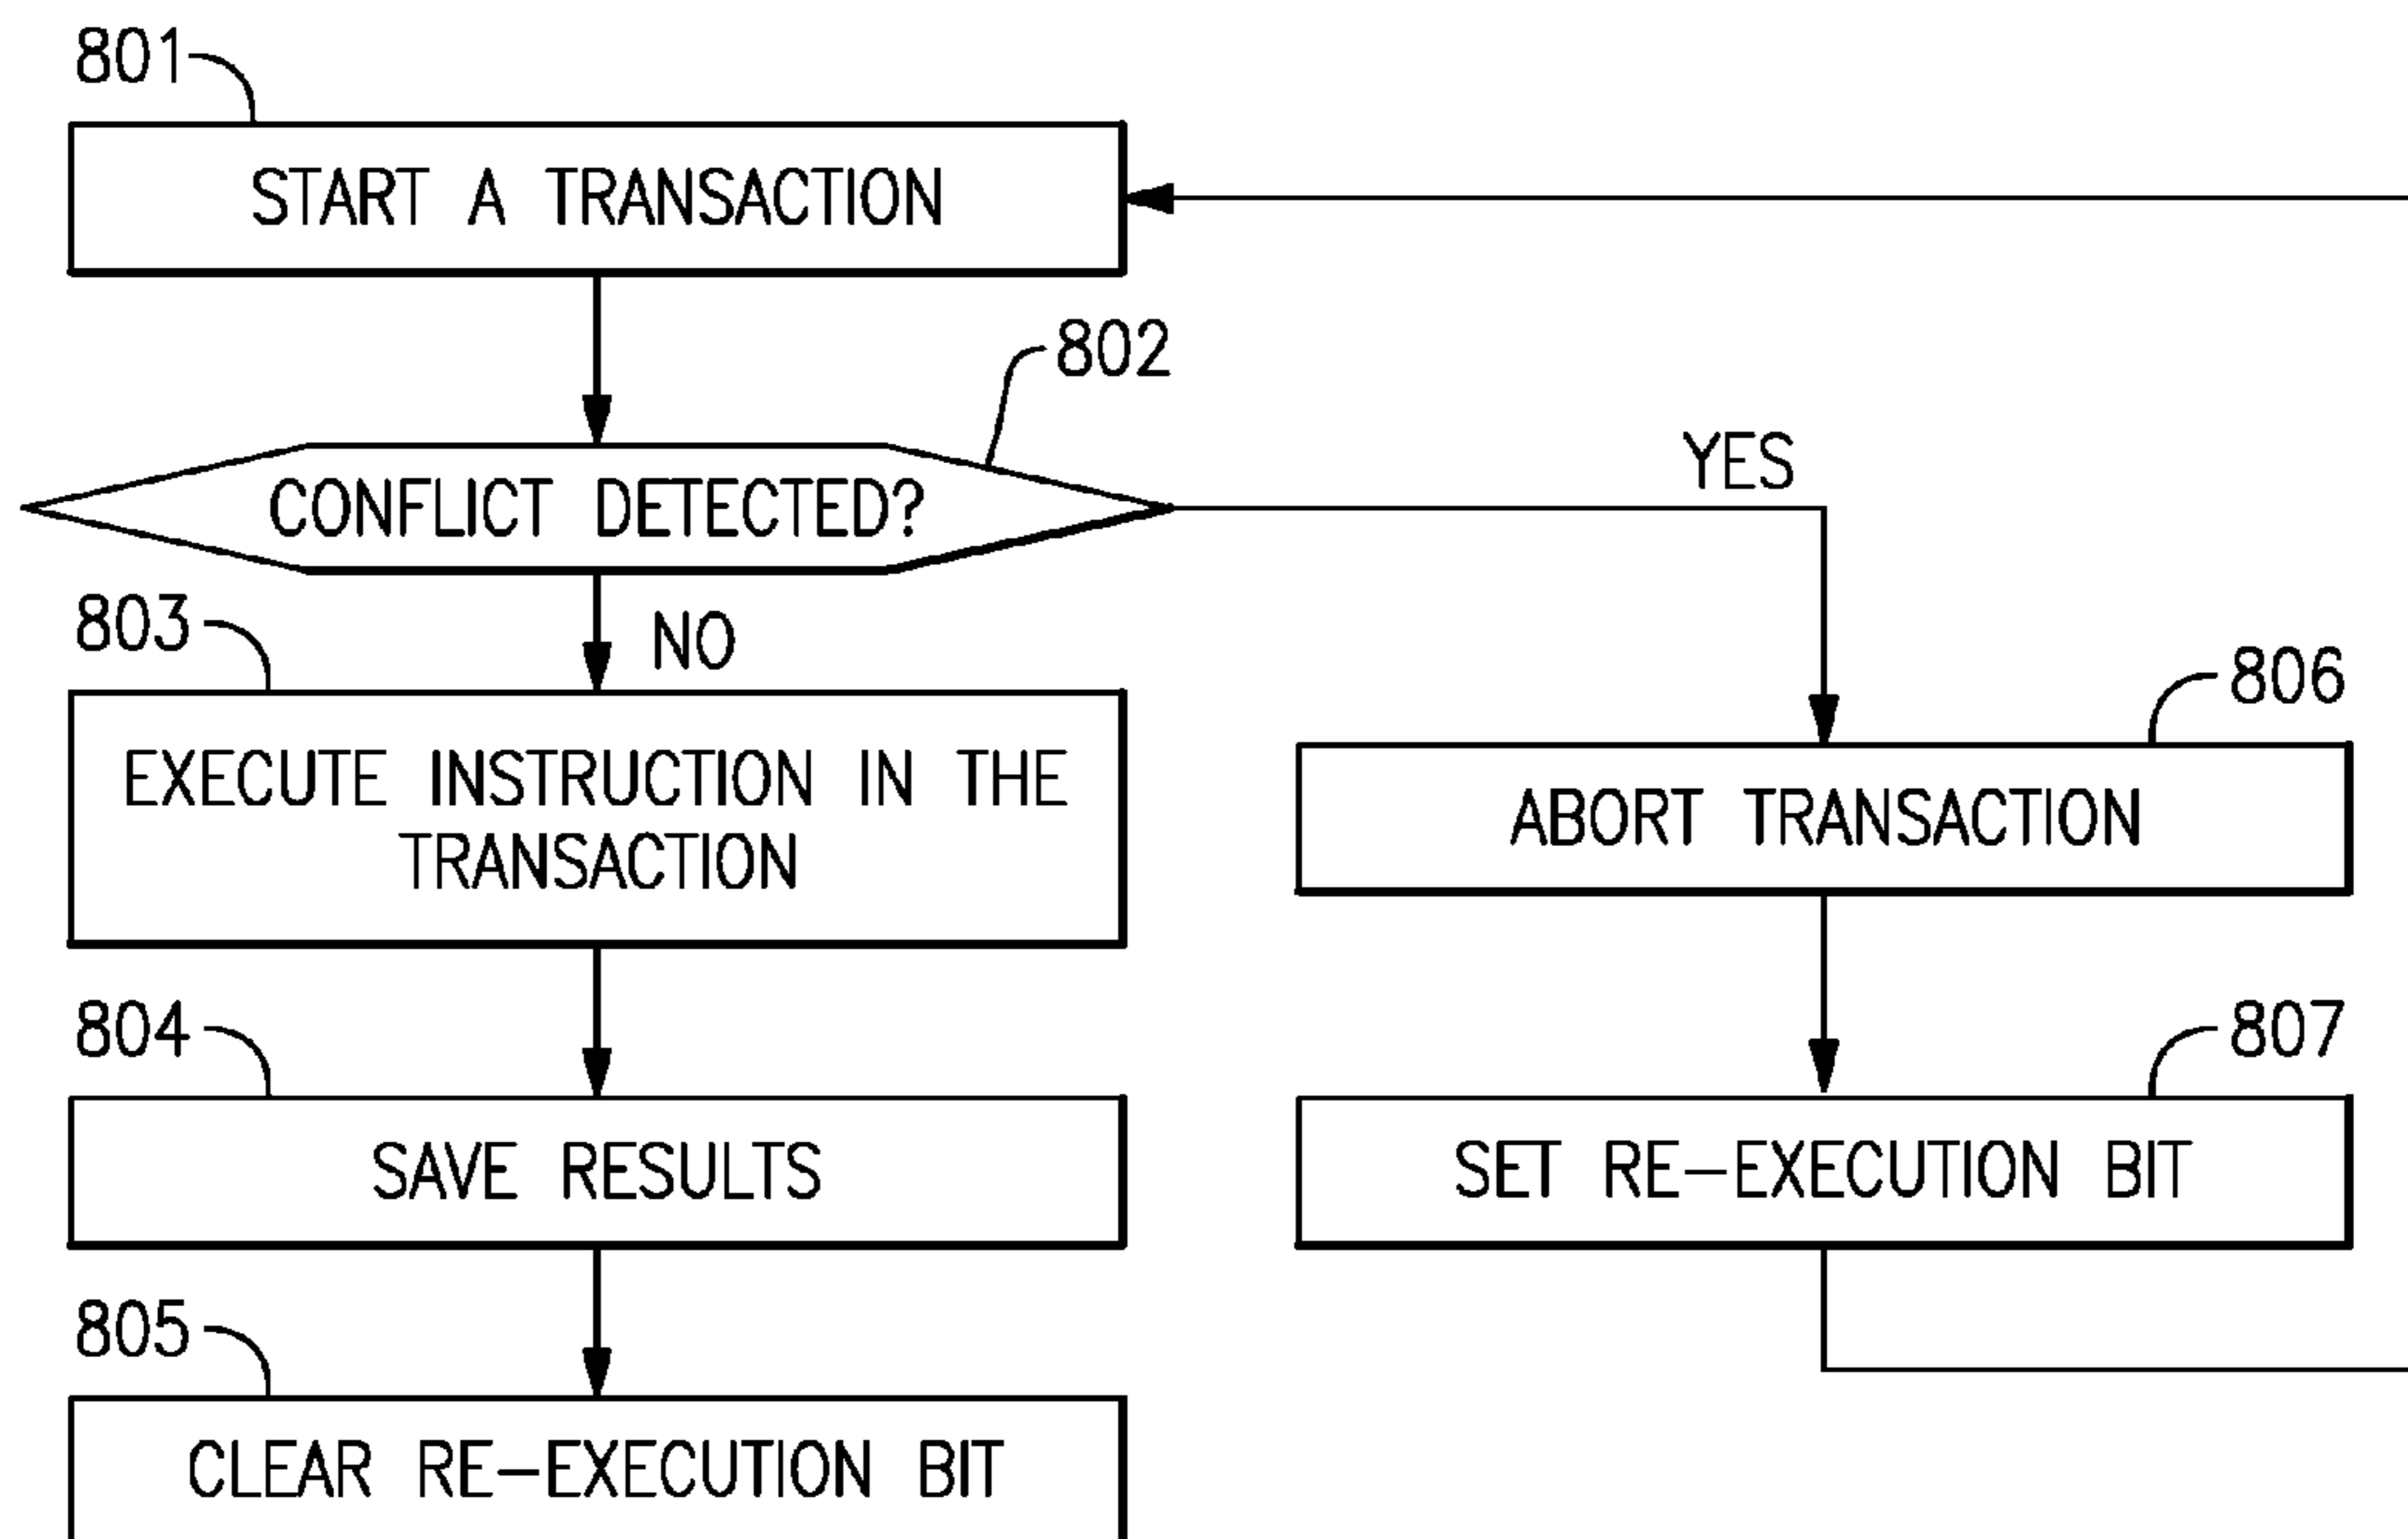 801
START A TRANSACTION
802
CONFLICT DETECTED?
YES
NO
803
EXECUTE INSTRUCTION IN THE
TRANSACTION
806
ABORT TRANSACTION
804
SAVE RESULTS
807
SET RE-EXECUTION BIT
805
CLEAR RE-EXECUTION BIT